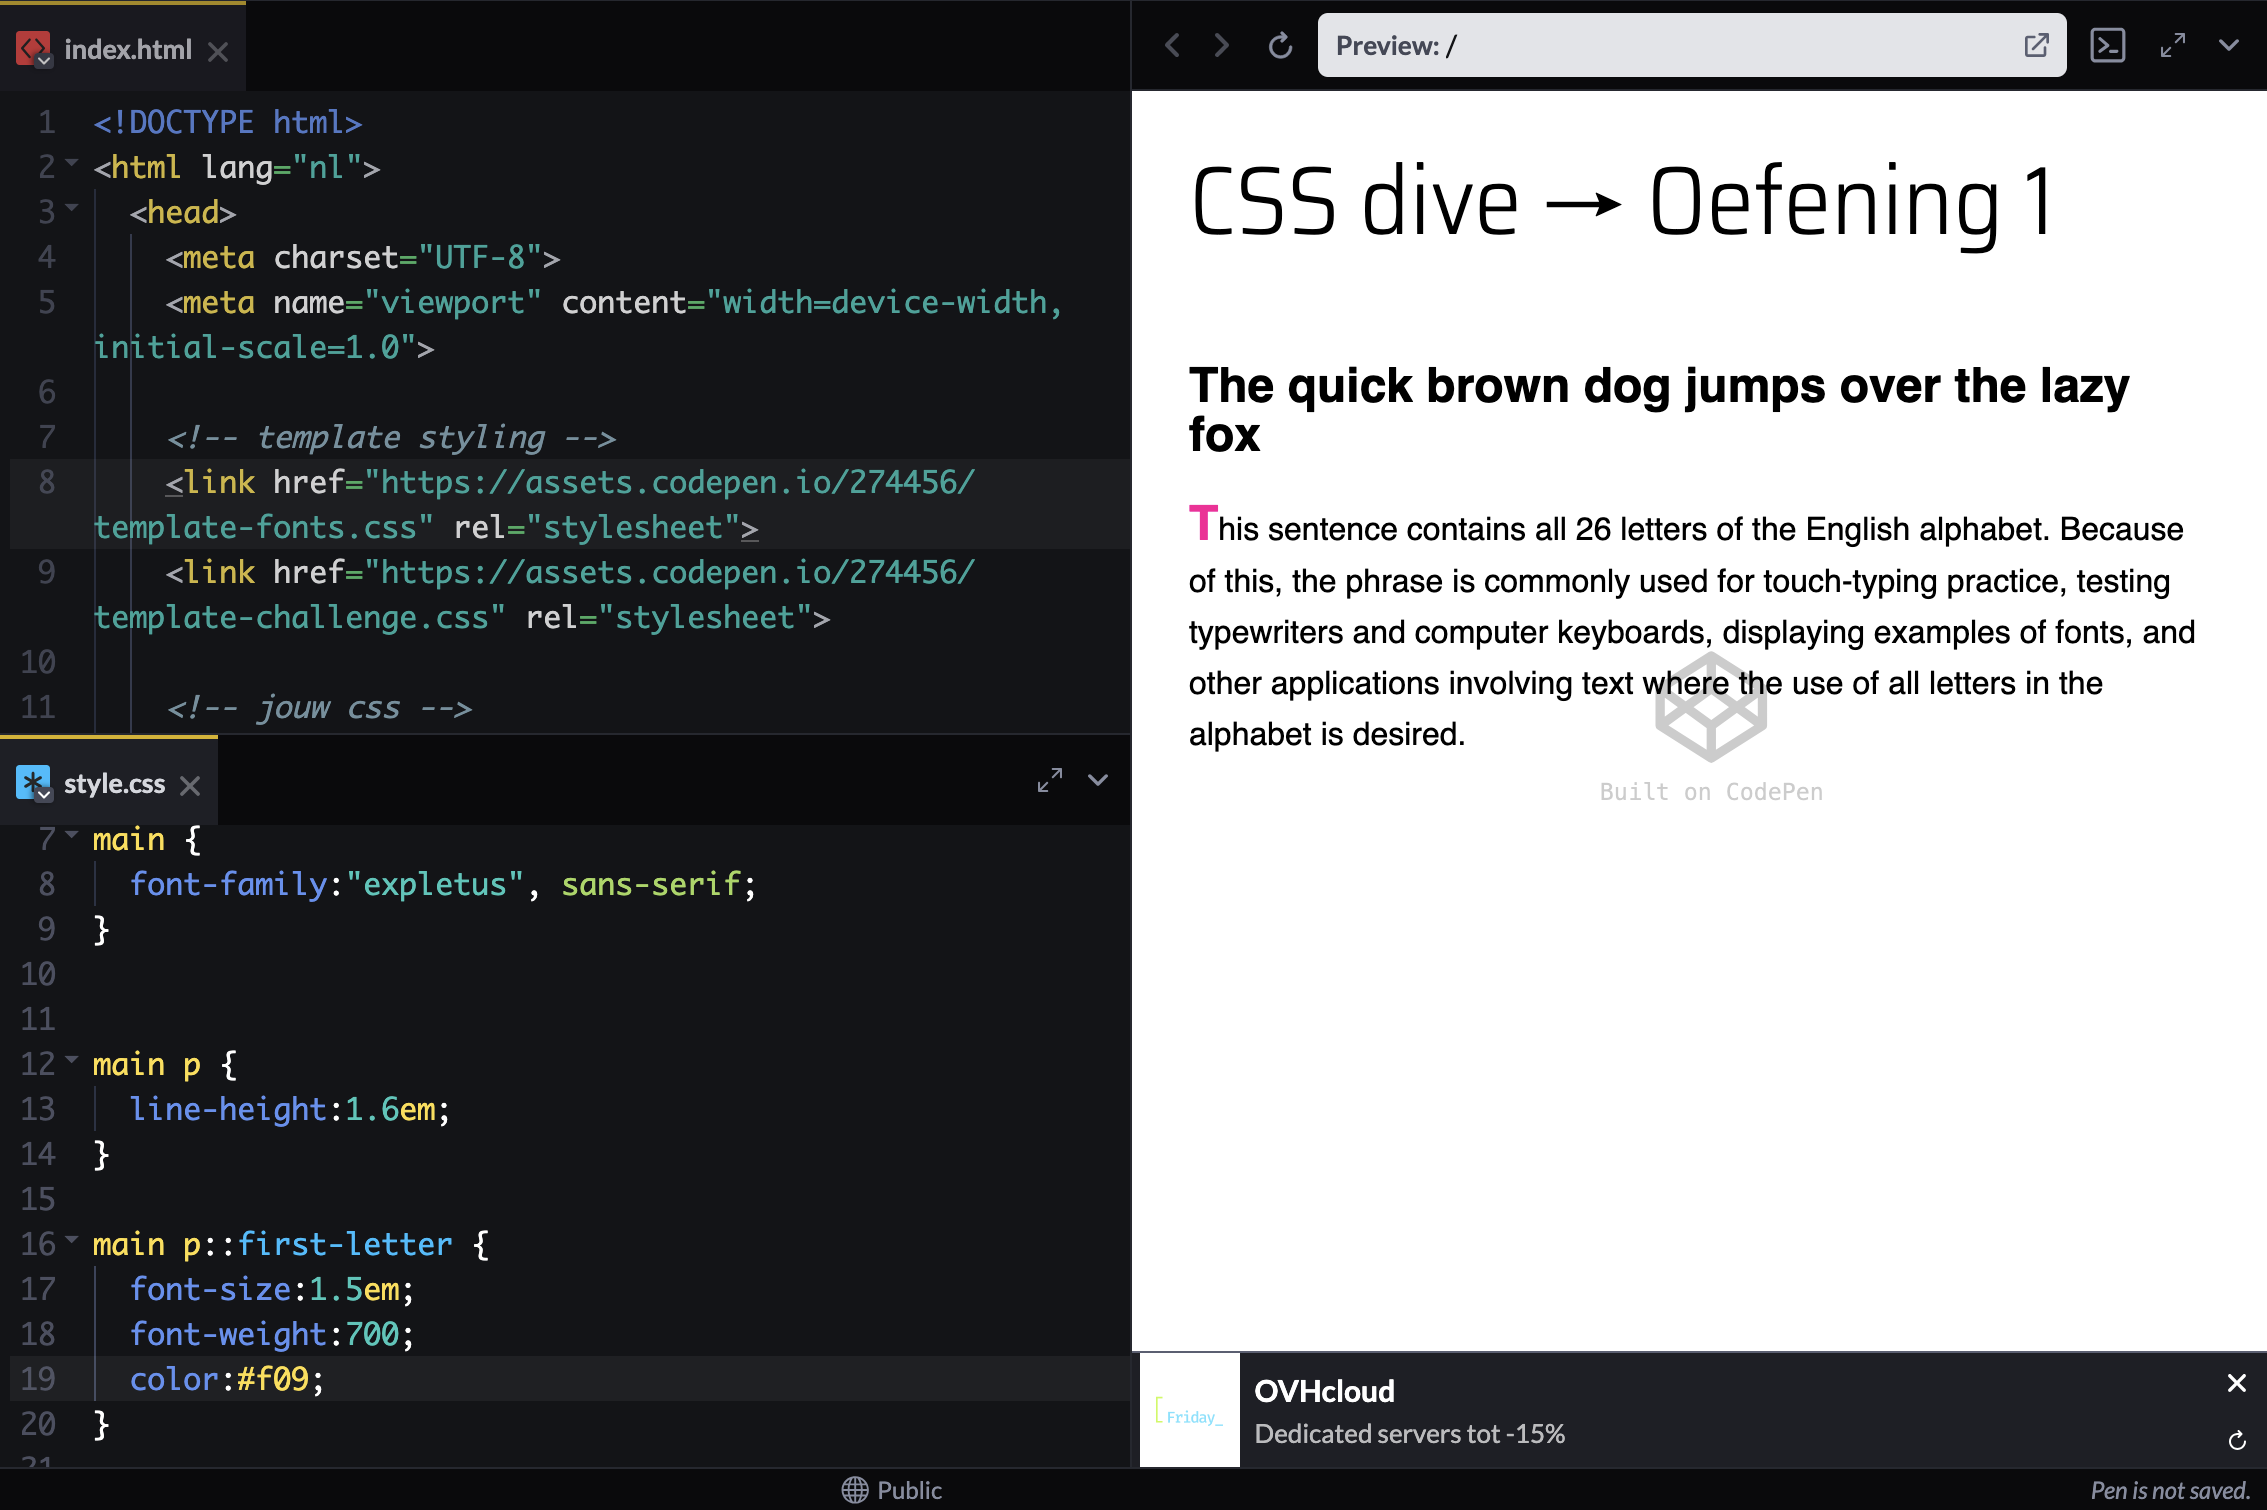 index.html
1 <!DOCTYPE html>
2 <html lang="nl">
3 <head>
4 <meta charset="UTF-8">
5 <meta name="viewport" content="width=device-width,
initial-scale=1.0">
6
7 <!-- template styling -->
8 <link href="https://assets.codepen.io/274456/
template-fonts.css" rel="stylesheet">
9 <link href="https://assets.codepen.io/274456/
template-challenge.css" rel="stylesheet">
10
11 <!-- jouw css -->
style.css
7 main {
8 font-family:"expletus", sans-serif;
9 }
10
11
12 main p {
13 line-height:1.6em;
14 }
15
16 main p::first-letter {
17 font-size:1.5em;
18 font-weight:700;
19 color:#f09;
20 }
21
Preview: /
CSS dive → Oefening 1
The quick brown dog jumps over the lazy
fox
This sentence contains all 26 letters of the English alphabet. Because
of this, the phrase is commonly used for touch-typing practice, testing
typewriters and computer keyboards, displaying examples of fonts, and
other applications involving text where the use of all letters in the
alphabet is desired.
Built on CodePen
[ Friday_
OVHcloud
Dedicated servers tot -15%
Public
Pen is not saved.